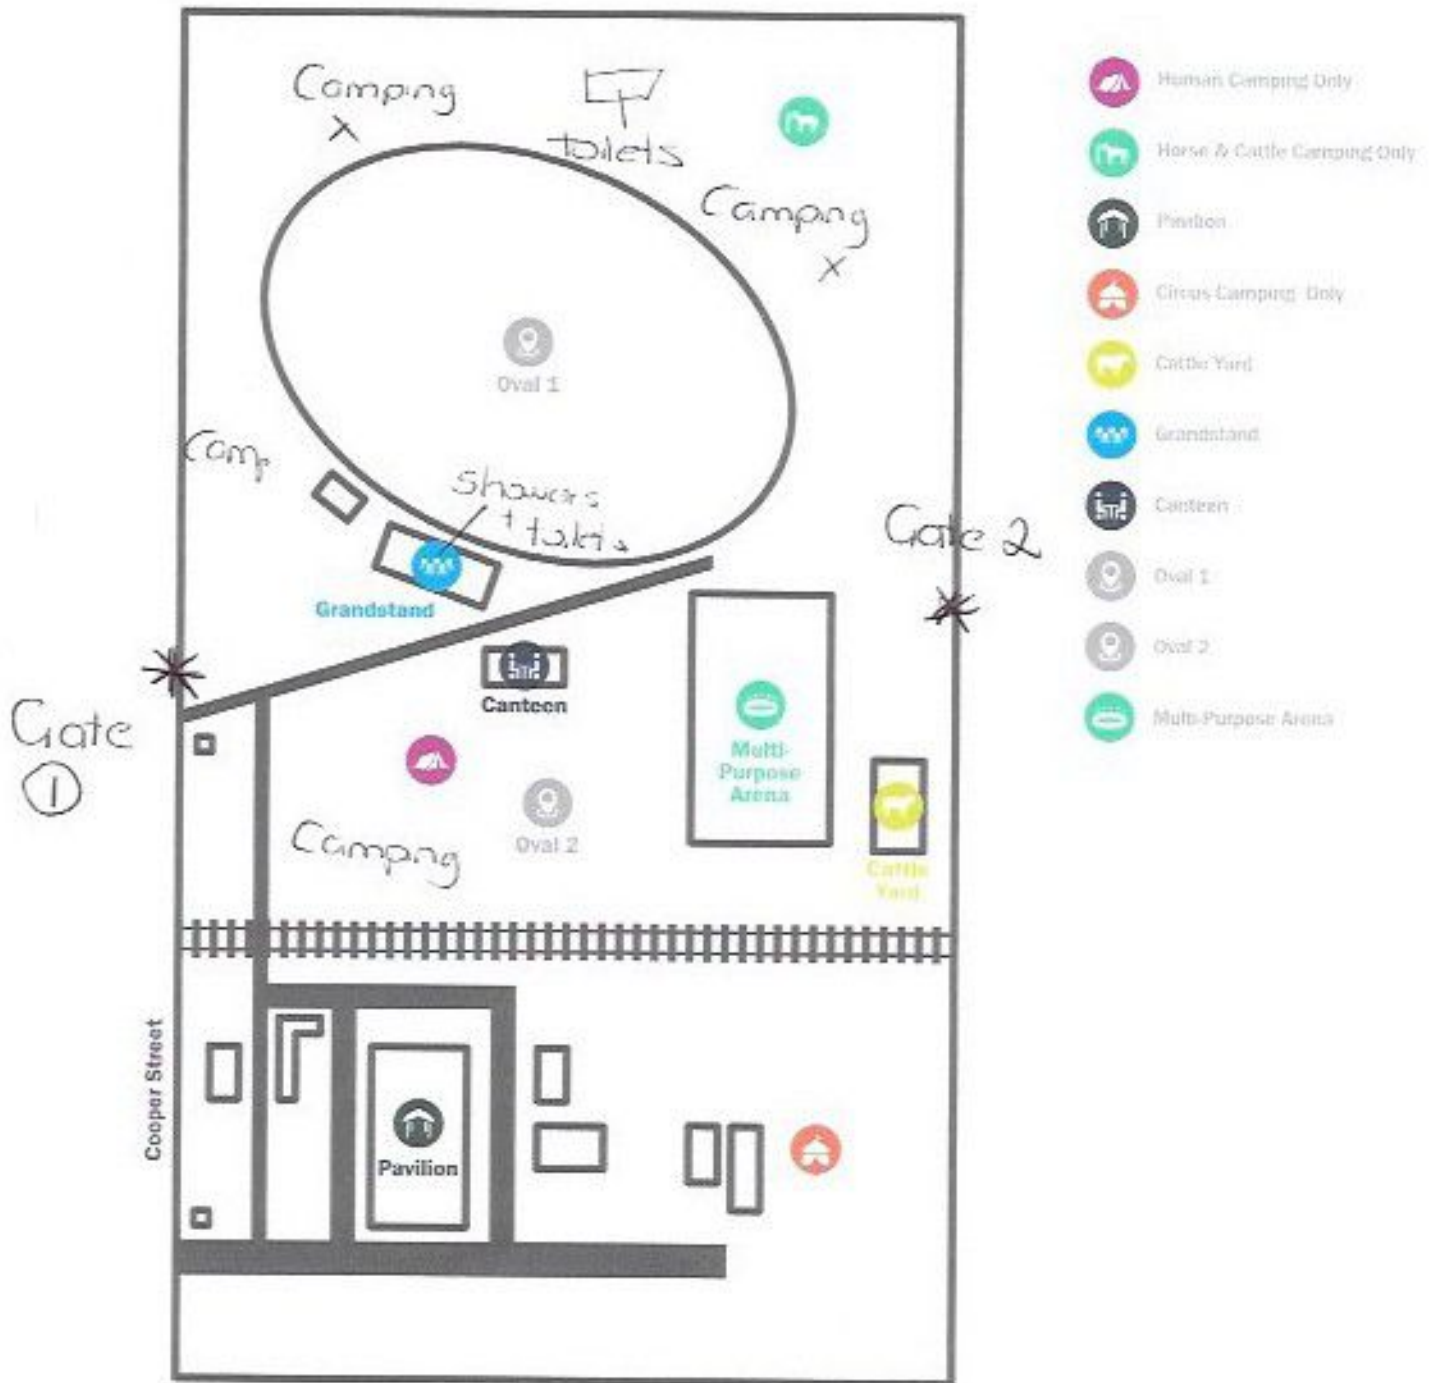 Camping
toilets
Camping
Oval 1
Camp
Showers
+ toilets
Grandstand
Gate 2
Gate
1
Canteen
Multi-
Purpose
Arena
Camping
Oval 2
Cattle
Yard
Cooper Street
Pavilion
Human Camping Only
Horse & Cattle Camping Only
Pavilion
Circus Camping Only
Cattle Yard
Grandstand
Canteen
Oval 1
Oval 2
Multi-Purpose Arena